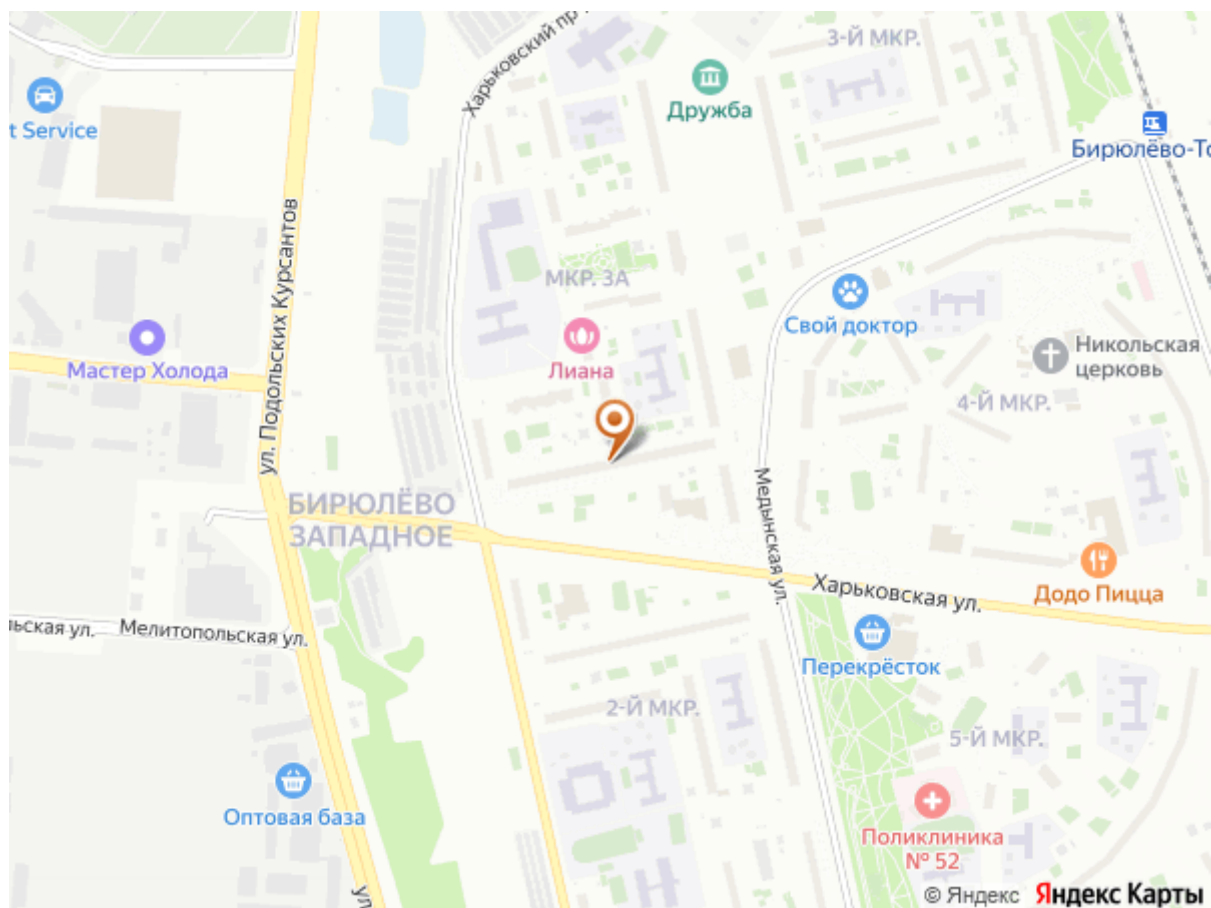 Харьковский пр
3-Й МКР.
Дружба
t Service
Бирюлёво-То
ул. Подольских Курсантов
МКР. 3А
Свой доктор
Мастер Холода
Лиана
Никольская
церковь
4-Й МКР.
БИРЮЛЁВО
ЗАПАДНОЕ
Медынская ул.
Харьковская ул.
Додо Пицца
ьская ул.
Мелитопольская ул.
Перекрёсток
2-Й МКР.
5-Й МКР.
Оптовая база
Поликлиника
№ 52
ул.
© Яндекс Яндекс Карты